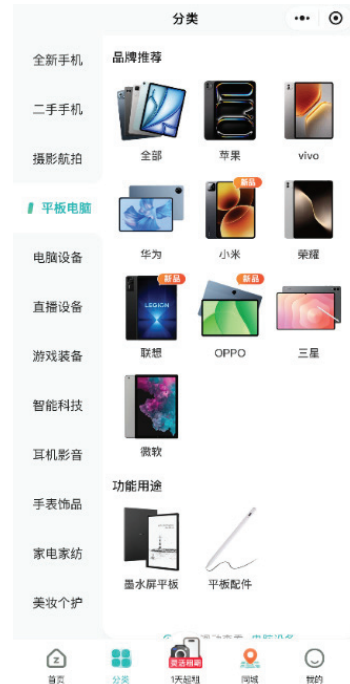 分类
全新手机
二手手机
摄影航拍
平板电脑
电脑设备
直播设备
游戏装备
智能科技
耳机影音
手表饰品
家电家纺
美妆个护
品牌推荐
全部
苹果
vivo
华为
新品
小米
荣耀
新品
LEGION
联想
新品
OPPO
三星
微软
功能用途
墨水屏平板
平板配件
电脑设备
首页
分类
灵活租期
1天起租
同城
我的